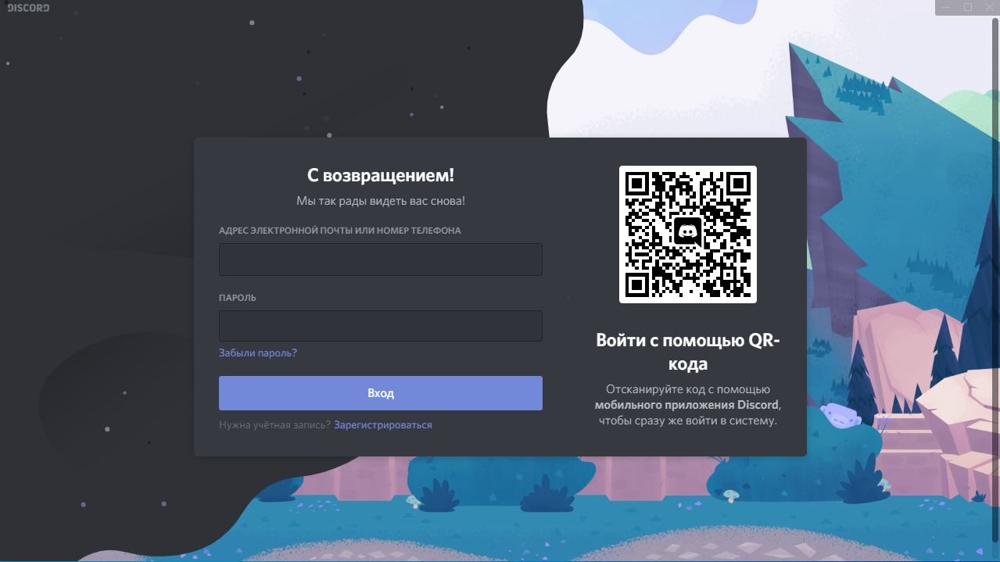 DISCORD
С возвращением!
Мы так рады видеть вас снова!
АДРЕС ЭЛЕКТРОННОЙ ПОЧТЫ ИЛИ НОМЕР ТЕЛЕФОНА
ПАРОЛЬ
Забыли пароль?
Вход
Нужна учётная запись? Зарегистрироваться
Войти с помощью QR-
кода
Отсканируйте код с помощью
мобильного приложения Discord,
чтобы сразу же войти в систему.